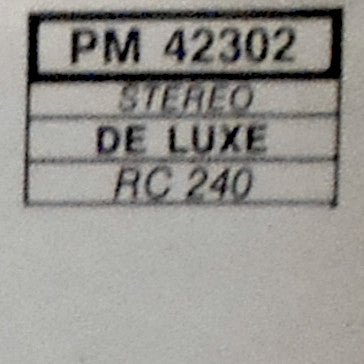 PM 42302
STEREO
DE LUXE
RC 240